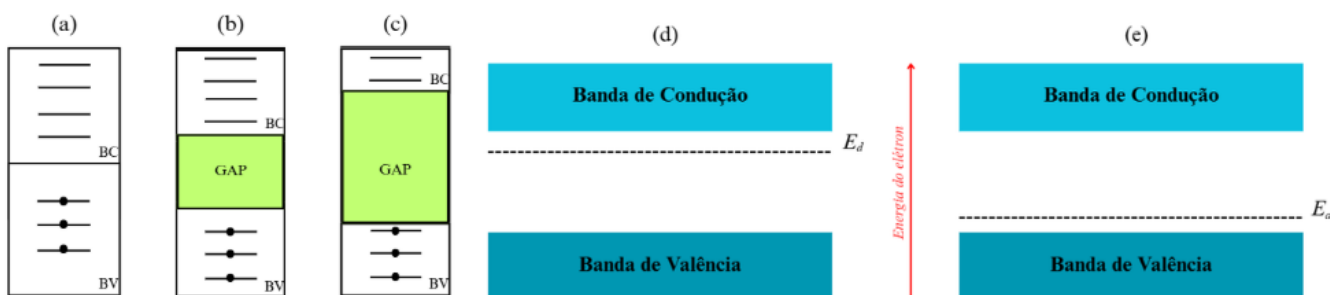 (a)
(b)
(c)
(d)
(e)
BC
BV
BC
GAP
BV
BC
GAP
BV
Banda de Condução
E_d
Banda de Valência
Energia do elétron
Banda de Condução
E_a
Banda de Valência